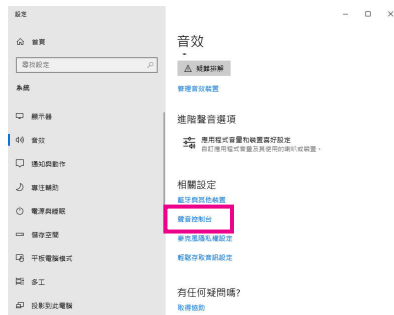 設定
首頁
尋找設定
系統
顯示器
音效
通知與動作
專注輔助
電源與睡眠
儲存空間
平板電腦模式
多工
投影到此電腦
音效
疑難排解
管理音效裝置
進階聲音選項
應用程式音量和裝置喜好設定
自訂應用程式音量及其使用的喇叭或裝置。
相關設定
藍牙與其他裝置
聲音控制台
麥克風隱私權設定
輕鬆存取音訊設定
有任何疑問嗎?
取得協助